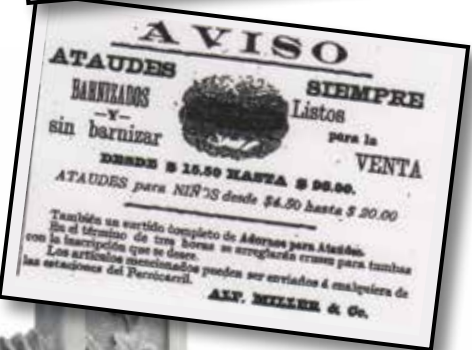 AVISO
ATAUDES
BARNIZADOS
—Y—
sin barnizar
SIEMPRE
Listos
para la
VENTA
DESDE $ 15.50 HASTA $ 98.00.
ATAUDES para NIÑOS desde $4.50 hasta $ 20.00
También un surtido completo de Adornos para Ataúdes.
En el término de tres horas se arreglarán cruces para tumbas
con la inscripción que se desee.
Los artículos mencionados pueden ser enviados á cualquiera de
las estaciones del Ferrocarril.
ALF. MILLER & Co.